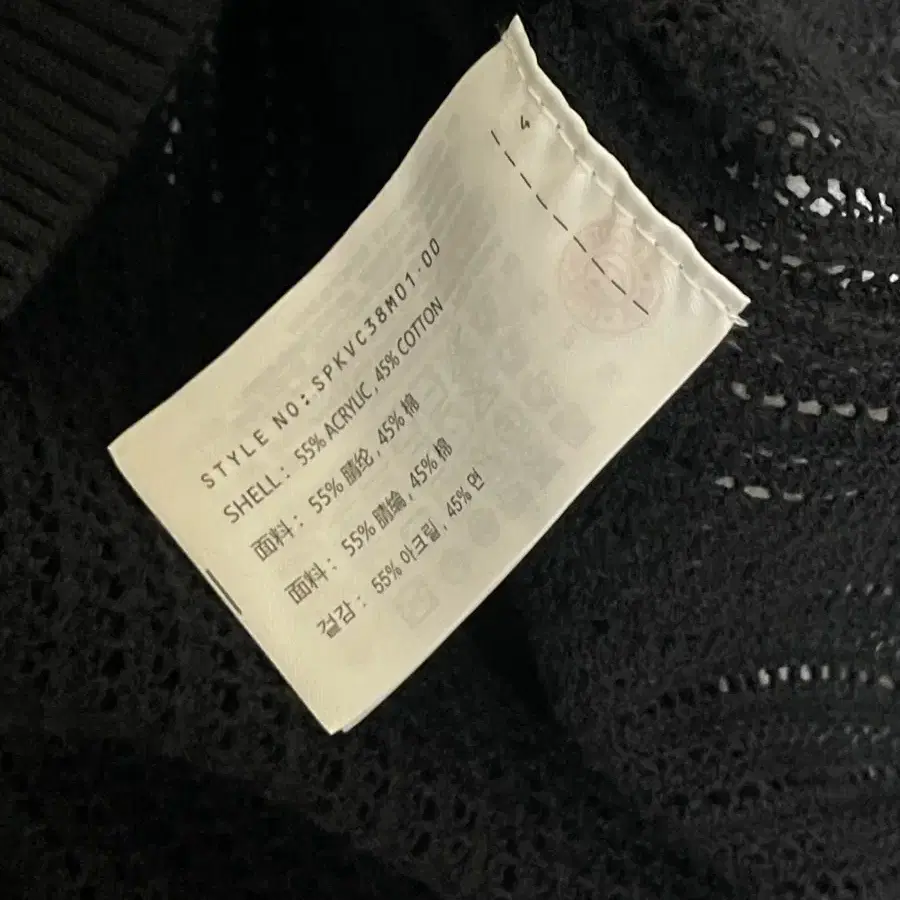 4
STYLE NO:SPKVC38M01-00
SHELL: 55% ACRYLIC, 45% COTTON
面料: 55% 腈纶, 45% 棉
面料: 55% 腈綸, 45% 棉
겉감: 55% 아크릴, 45% 면